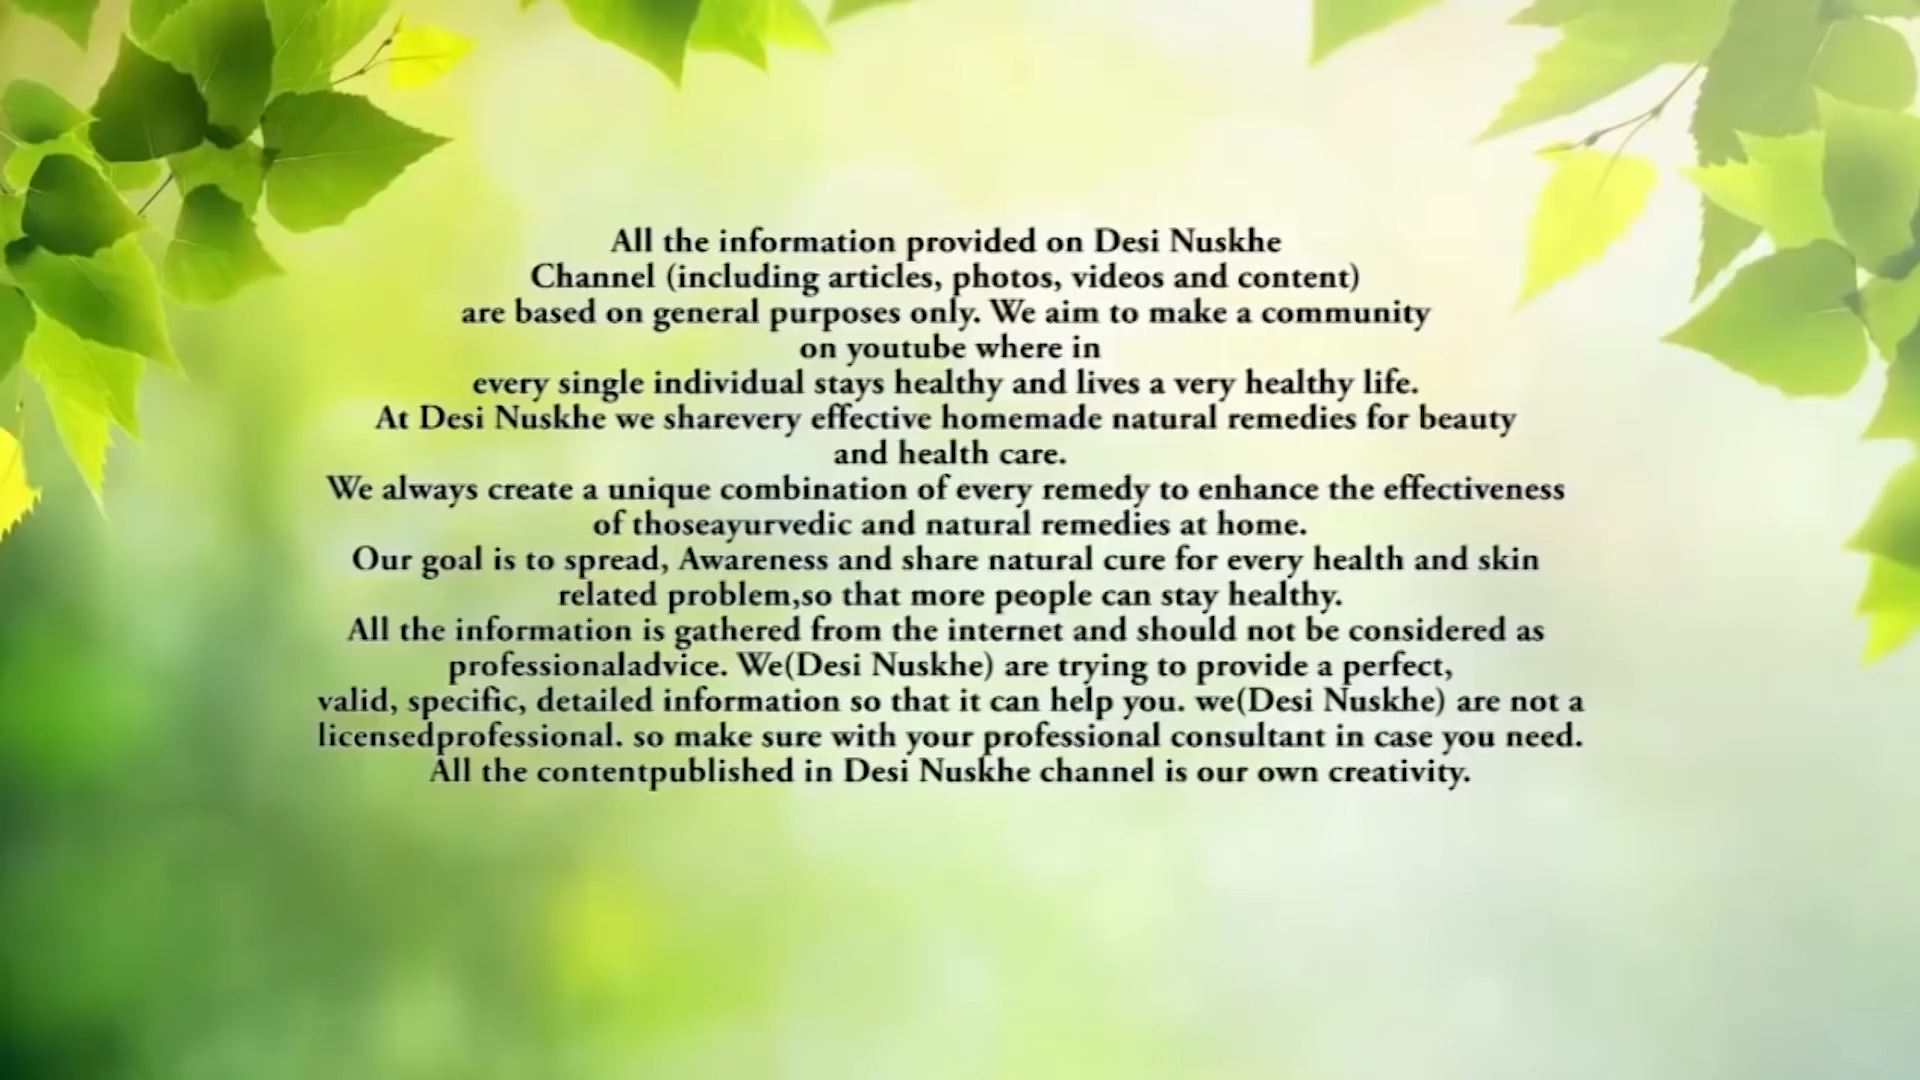 All the information provided on Desi Nuskhe
Channel (including articles, photos, videos and content)
are based on general purposes only. We aim to make a community
on youtube where in
every single individual stays healthy and lives a very healthy life.
At Desi Nuskhe we sharevery effective homemade natural remedies for beauty
and health care.
We always create a unique combination of every remedy to enhance the effectiveness
of thoseayurvedic and natural remedies at home.
Our goal is to spread, Awareness and share natural cure for every health and skin
related problem,so that more people can stay healthy.
All the information is gathered from the internet and should not be considered as
professionaladvice. We(Desi Nuskhe) are trying to provide a perfect,
valid, specific, detailed information so that it can help you. we(Desi Nuskhe) are not a
licensedprofessional. so make sure with your professional consultant in case you need.
All the contentpublished in Desi Nuskhe channel is our own creativity.